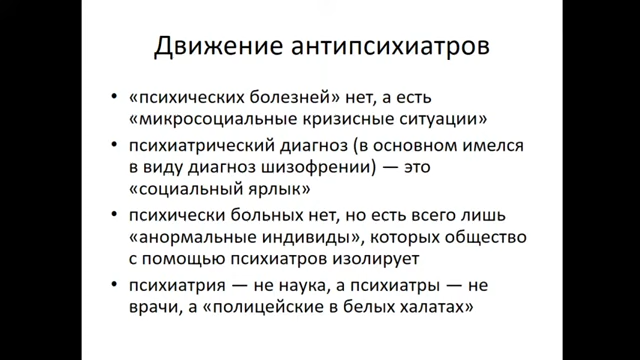 Движение антипсихиатров
• «психических болезней» нет, а есть
«микросоциальные кризисные ситуации»
• психиатрический диагноз (в основном имелся
в виду диагноз шизофрении) — это
«социальный ярлык»
• психически больных нет, но есть всего лишь
«анормальные индивиды», которых общество
с помощью психиатров изолирует
• психиатрия — не наука, а психиатры — не
врачи, а «полицейские в белых халатах»